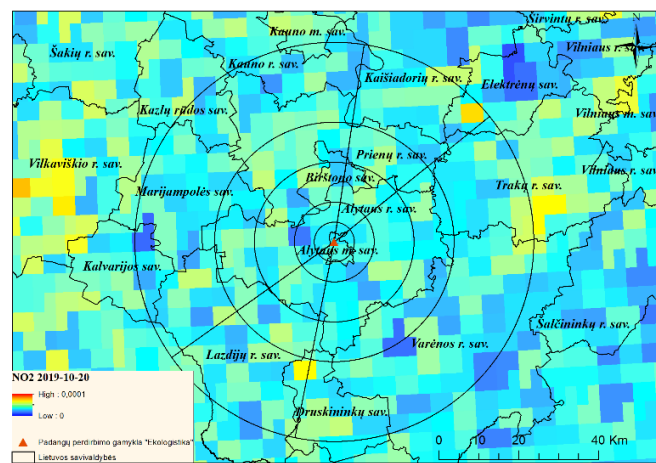 Širvintų r. sav.
Kauno m. sav.
Šakių r. sav.
Vilniaus r. sav.
Kauno r. sav.
Kaišiadorių r. sav.
Elektrėnų sav.
Kazlų rūdos sav.
Vilniaus m. sav.
Vilkaviškio r. sav.
Prienų r. sav.
Birštono sav.
Vilniaus r. sav.
Marijampolės sav.
Trakų r. sav.
Alytaus r. sav.
Alytaus m. sav.
Kalvarijos sav.
Šalčininkų r. sav.
Varėnos r. sav.
Lazdijų r. sav.
Druskininkų sav.
NO2 2019-10-20
High : 0,0001
Low : 0
Padangų perdirbimo gamykla "Ekologistika"
Lietuvos savivaldybės
0 10 20 40 Km